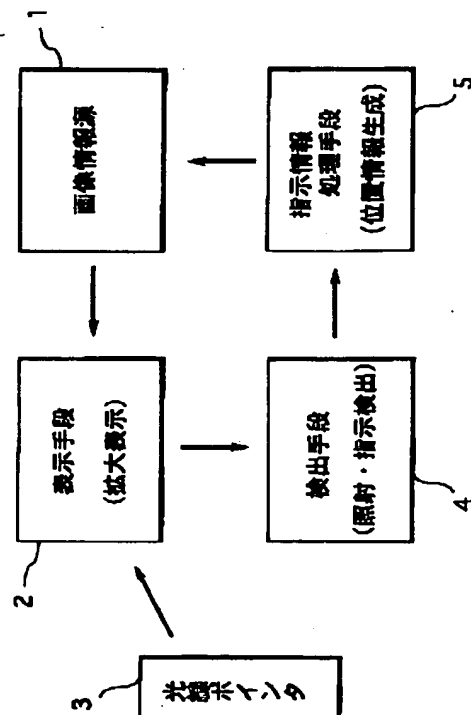 1
画像情報源
2
表示手段
(拡大表示)
3
光線ポインタ
4
検出手段
(照射・指示検出)
5
指示情報
処理手段
(位置情報生成)